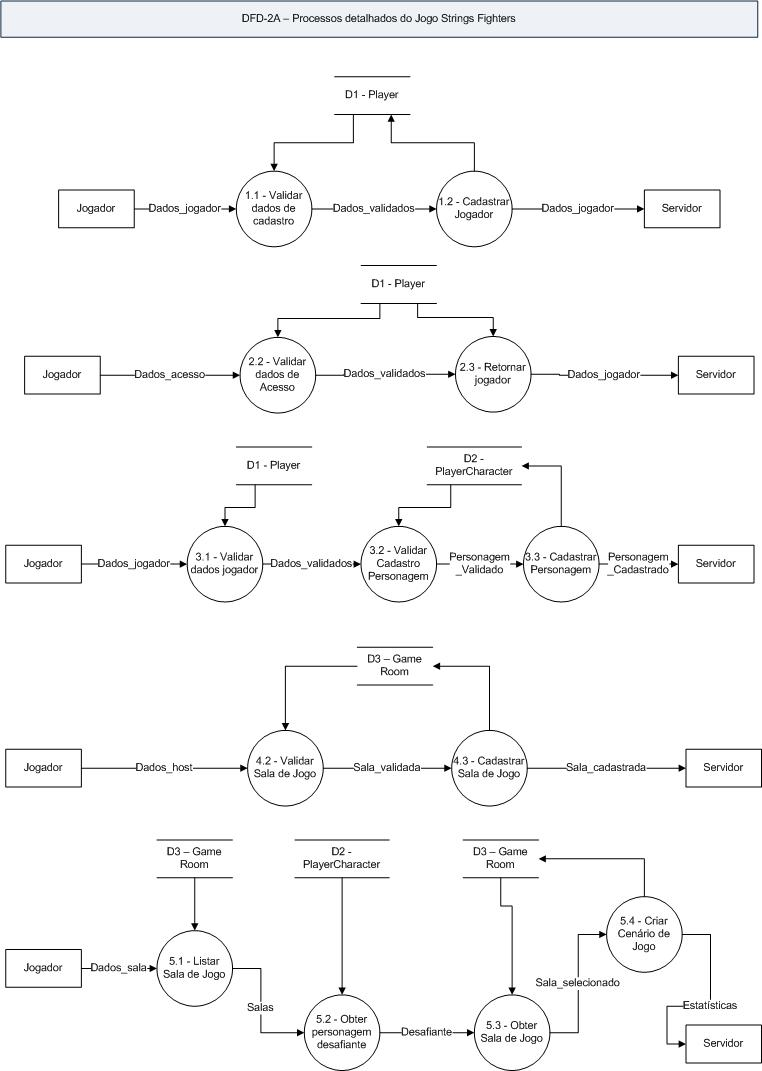 DFD-2A – Processos detalhados do Jogo Strings Fighters
D1 - Player
Jogador
Dados_jogador
1.1 - Validar
dados de
cadastro
Dados_validados
1.2 - Cadastrar
Jogador
Dados_jogador
Servidor
D1 - Player
Jogador
Dados_acesso
2.2 - Validar
dados de
Acesso
Dados_validados
2.3 - Retornar
jogador
Dados_jogador
Servidor
D1 - Player
D2 -
PlayerCharacter
Jogador
Dados_jogador
3.1 - Validar
dados jogador
Dados_validados
3.2 - Validar
Cadastro
Personagem
Personagem
_Validado
3.3 - Cadastrar
Personagem
Personagem
_Cadastrado
Servidor
D3 – Game
Room
Jogador
Dados_host
4.2 - Validar
Sala de Jogo
Sala_validada
4.3 - Cadastrar
Sala de Jogo
Sala_cadastrada
Servidor
D3 – Game
Room
D2 -
PlayerCharacter
D3 – Game
Room
Jogador
Dados_sala
5.1 - Listar
Sala de Jogo
Salas
5.2 - Obter
personagem
desafiante
Desafiante
5.3 - Obter
Sala de Jogo
Sala_selecionado
5.4 - Criar
Cenário de
Jogo
Estatísticas
Servidor